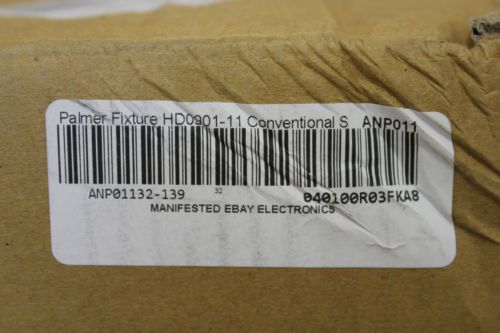 Palmer Fixture HD0901-11 Conventional S ANP011
ANP01132-139 32 040100R03FKA8
MANIFESTED EBAY ELECTRONICS